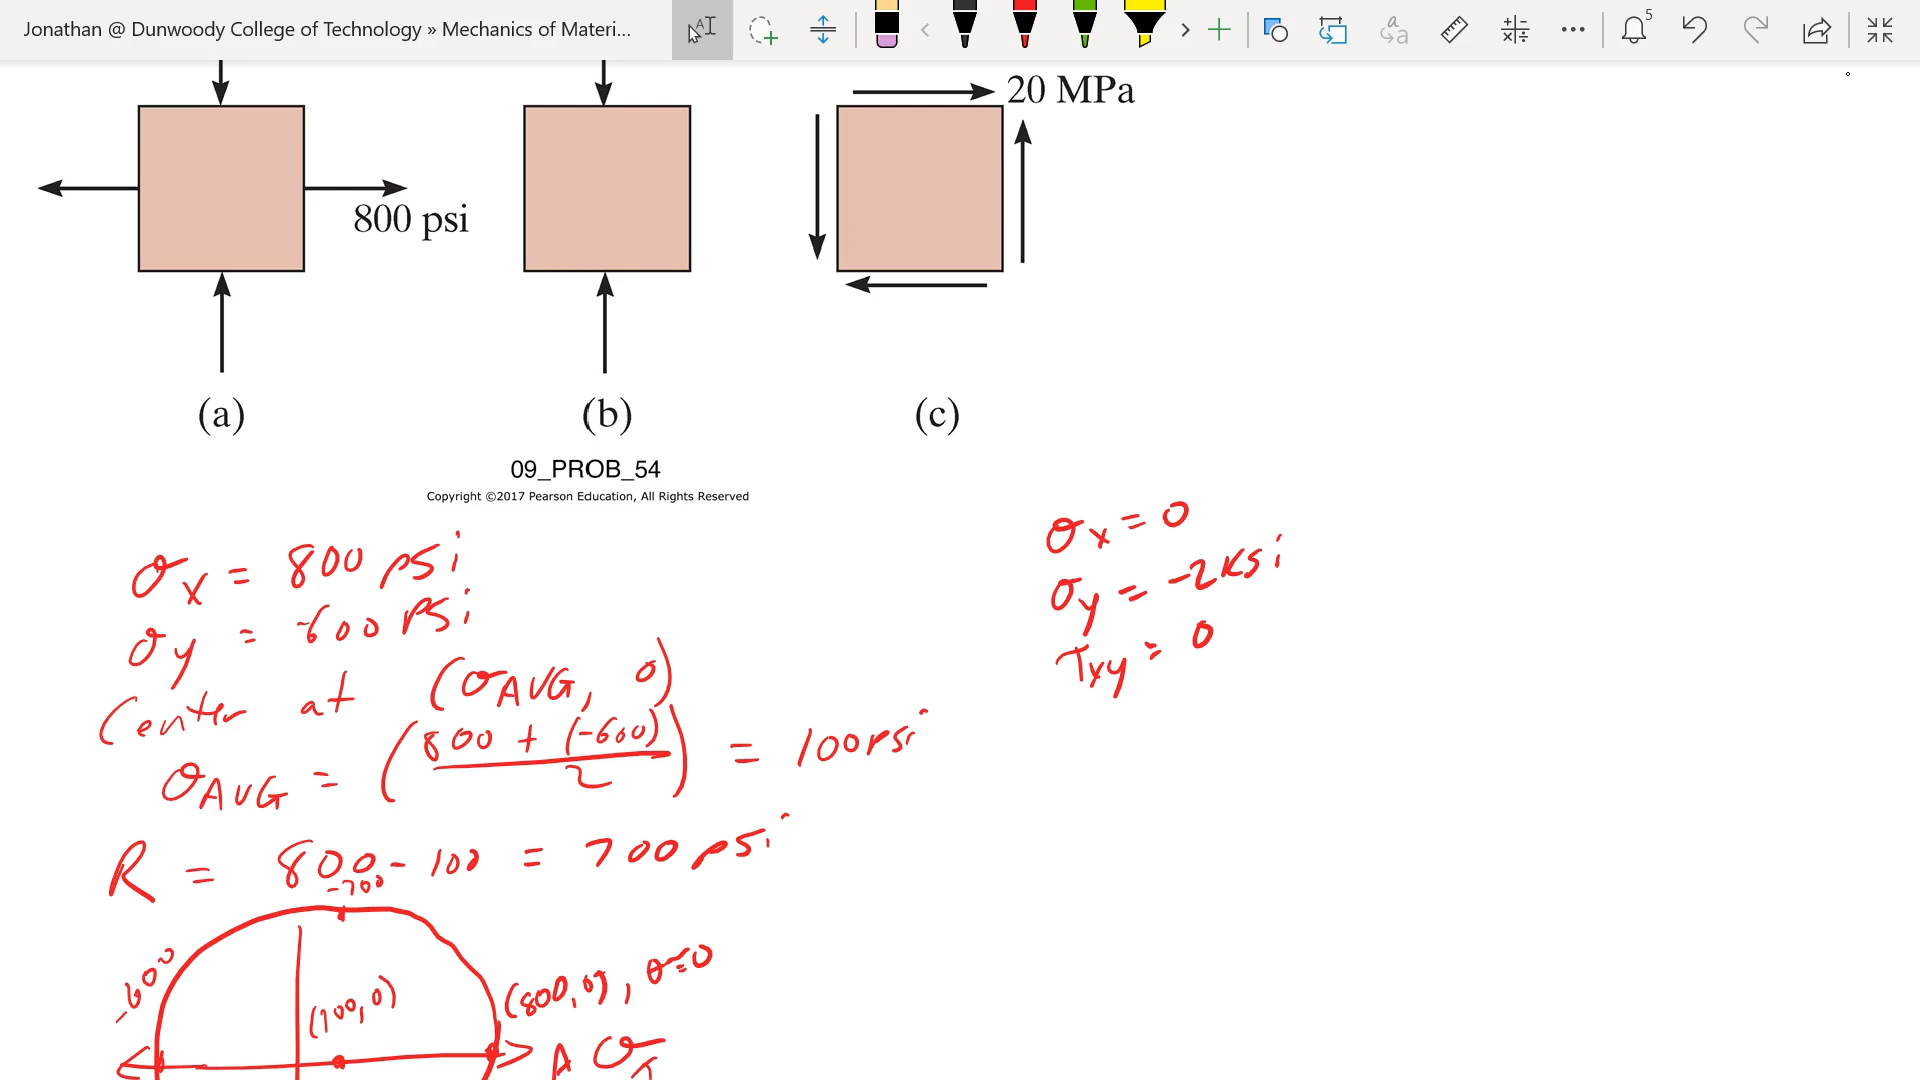 Jonathan @ Dunwoody College of Technology » Mechanics of Materi...
5
20 MPa
800 psi
(a)
(b)
(c)
09_PROB_54
Copyright ©2017 Pearson Education, All Rights Reserved
σx = 800 psi
σy = -600 psi
Center at (σAVG, 0)
σAVG = (800 + (-600) / 2) = 100 psi
R = 800 - 100 = 700 psi
-700
-600
(100, 0)
(800, 0), θ=0
A σ
σx = 0
σy = -2 ksi
τxy = 0